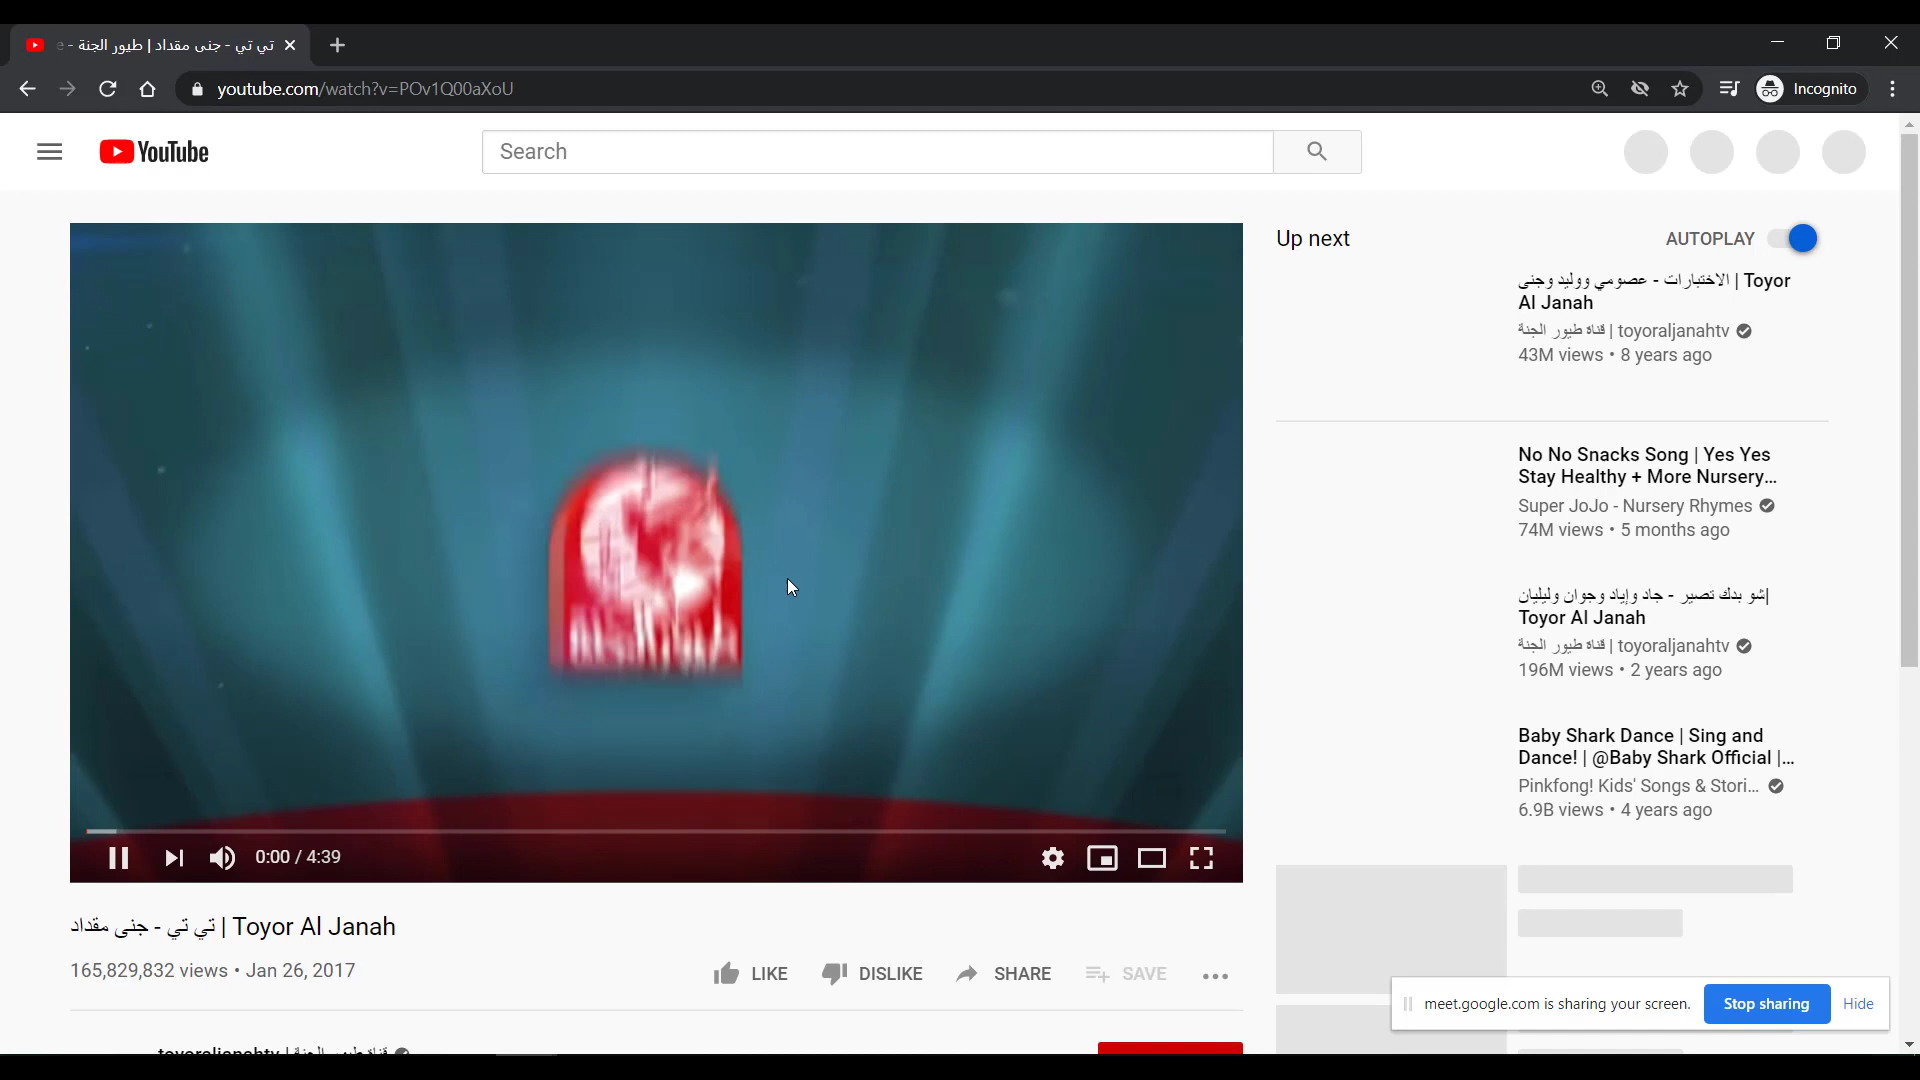 تي تي - جنى مقداد | طيور الجنة - e
youtube.com/watch?v=POv1Q00aXoU
Incognito
YouTube
Search
Up next
AUTOPLAY
الاختبارات - عصومي ووليد وجنى | Toyor
Al Janah
قناة طيور الجنة | toyoraljanahtv
43M views • 8 years ago
No No Snacks Song | Yes Yes
Stay Healthy + More Nursery...
Super JoJo - Nursery Rhymes
74M views • 5 months ago
شو بدك تصير - جاد وإياد وجوان وليليان|
Toyor Al Janah
قناة طيور الجنة | toyoraljanahtv
196M views • 2 years ago
Baby Shark Dance | Sing and
Dance! | @Baby Shark Official |...
Pinkfong! Kids' Songs & Stori...
6.9B views • 4 years ago
0:00 / 4:39
تي تي - جنى مقداد | Toyor Al Janah
165,829,832 views • Jan 26, 2017
LIKE
DISLIKE
SHARE
SAVE
meet.google.com is sharing your screen.
Stop sharing
Hide
toyoraljanahtv | قناة طيور الجنة